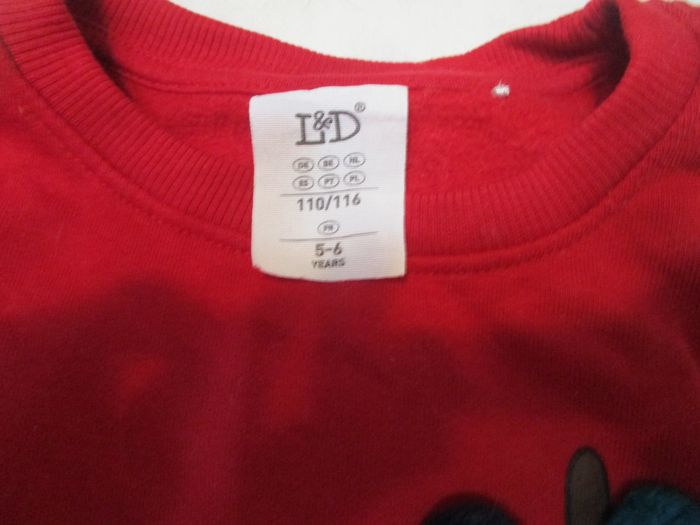 L&D®
DE BE NL
ES PT PL
110/116
FR
5-6
YEARS